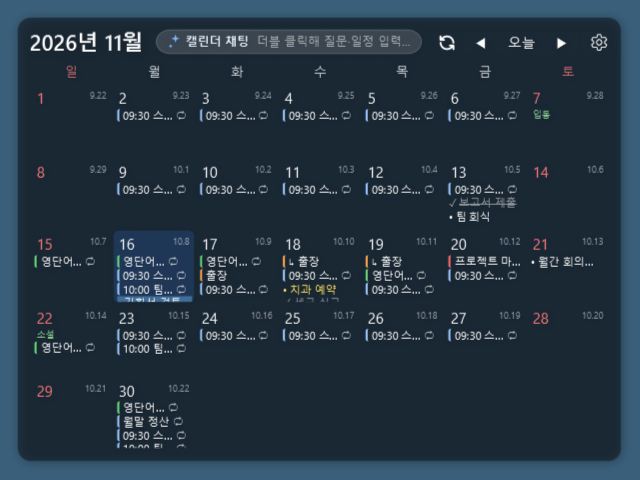 2026년 11월 캘린더 채팅 더블 클릭해 질문·일정 입력... ◀ 오늘 ▶
일 월 화 수 목 금 토
1 9.22 2 9.23 3 9.24 4 9.25 5 9.26 6 9.27 7 9.28
09:30 스... 09:30 스... 09:30 스... 09:30 스... 09:30 스... 입동
8 9.29 9 10.1 10 10.2 11 10.3 12 10.4 13 10.5 14 10.6
09:30 스... 09:30 스... 09:30 스... 09:30 스... 09:30 스...
✓보고서 제출
• 팀 회식
15 10.7 16 10.8 17 10.9 18 10.10 19 10.11 20 10.12 21 10.13
영단어... 영단어... 영단어... ↳ 출장 ↳ 출장 프로젝트 마... • 월간 회의...
09:30 스... 출장 09:30 스... 영단어... 09:30 스...
10:00 팀... 09:30 스... • 치과 예약 09:30 스...
22 10.14 23 10.15 24 10.16 25 10.17 26 10.18 27 10.19 28 10.20
소설 09:30 스... 09:30 스... 09:30 스... 09:30 스... 09:30 스...
영단어... 10:00 팀...
29 10.21 30 10.22
영단어...
월말 정산
09:30 스...
10:00 팀...